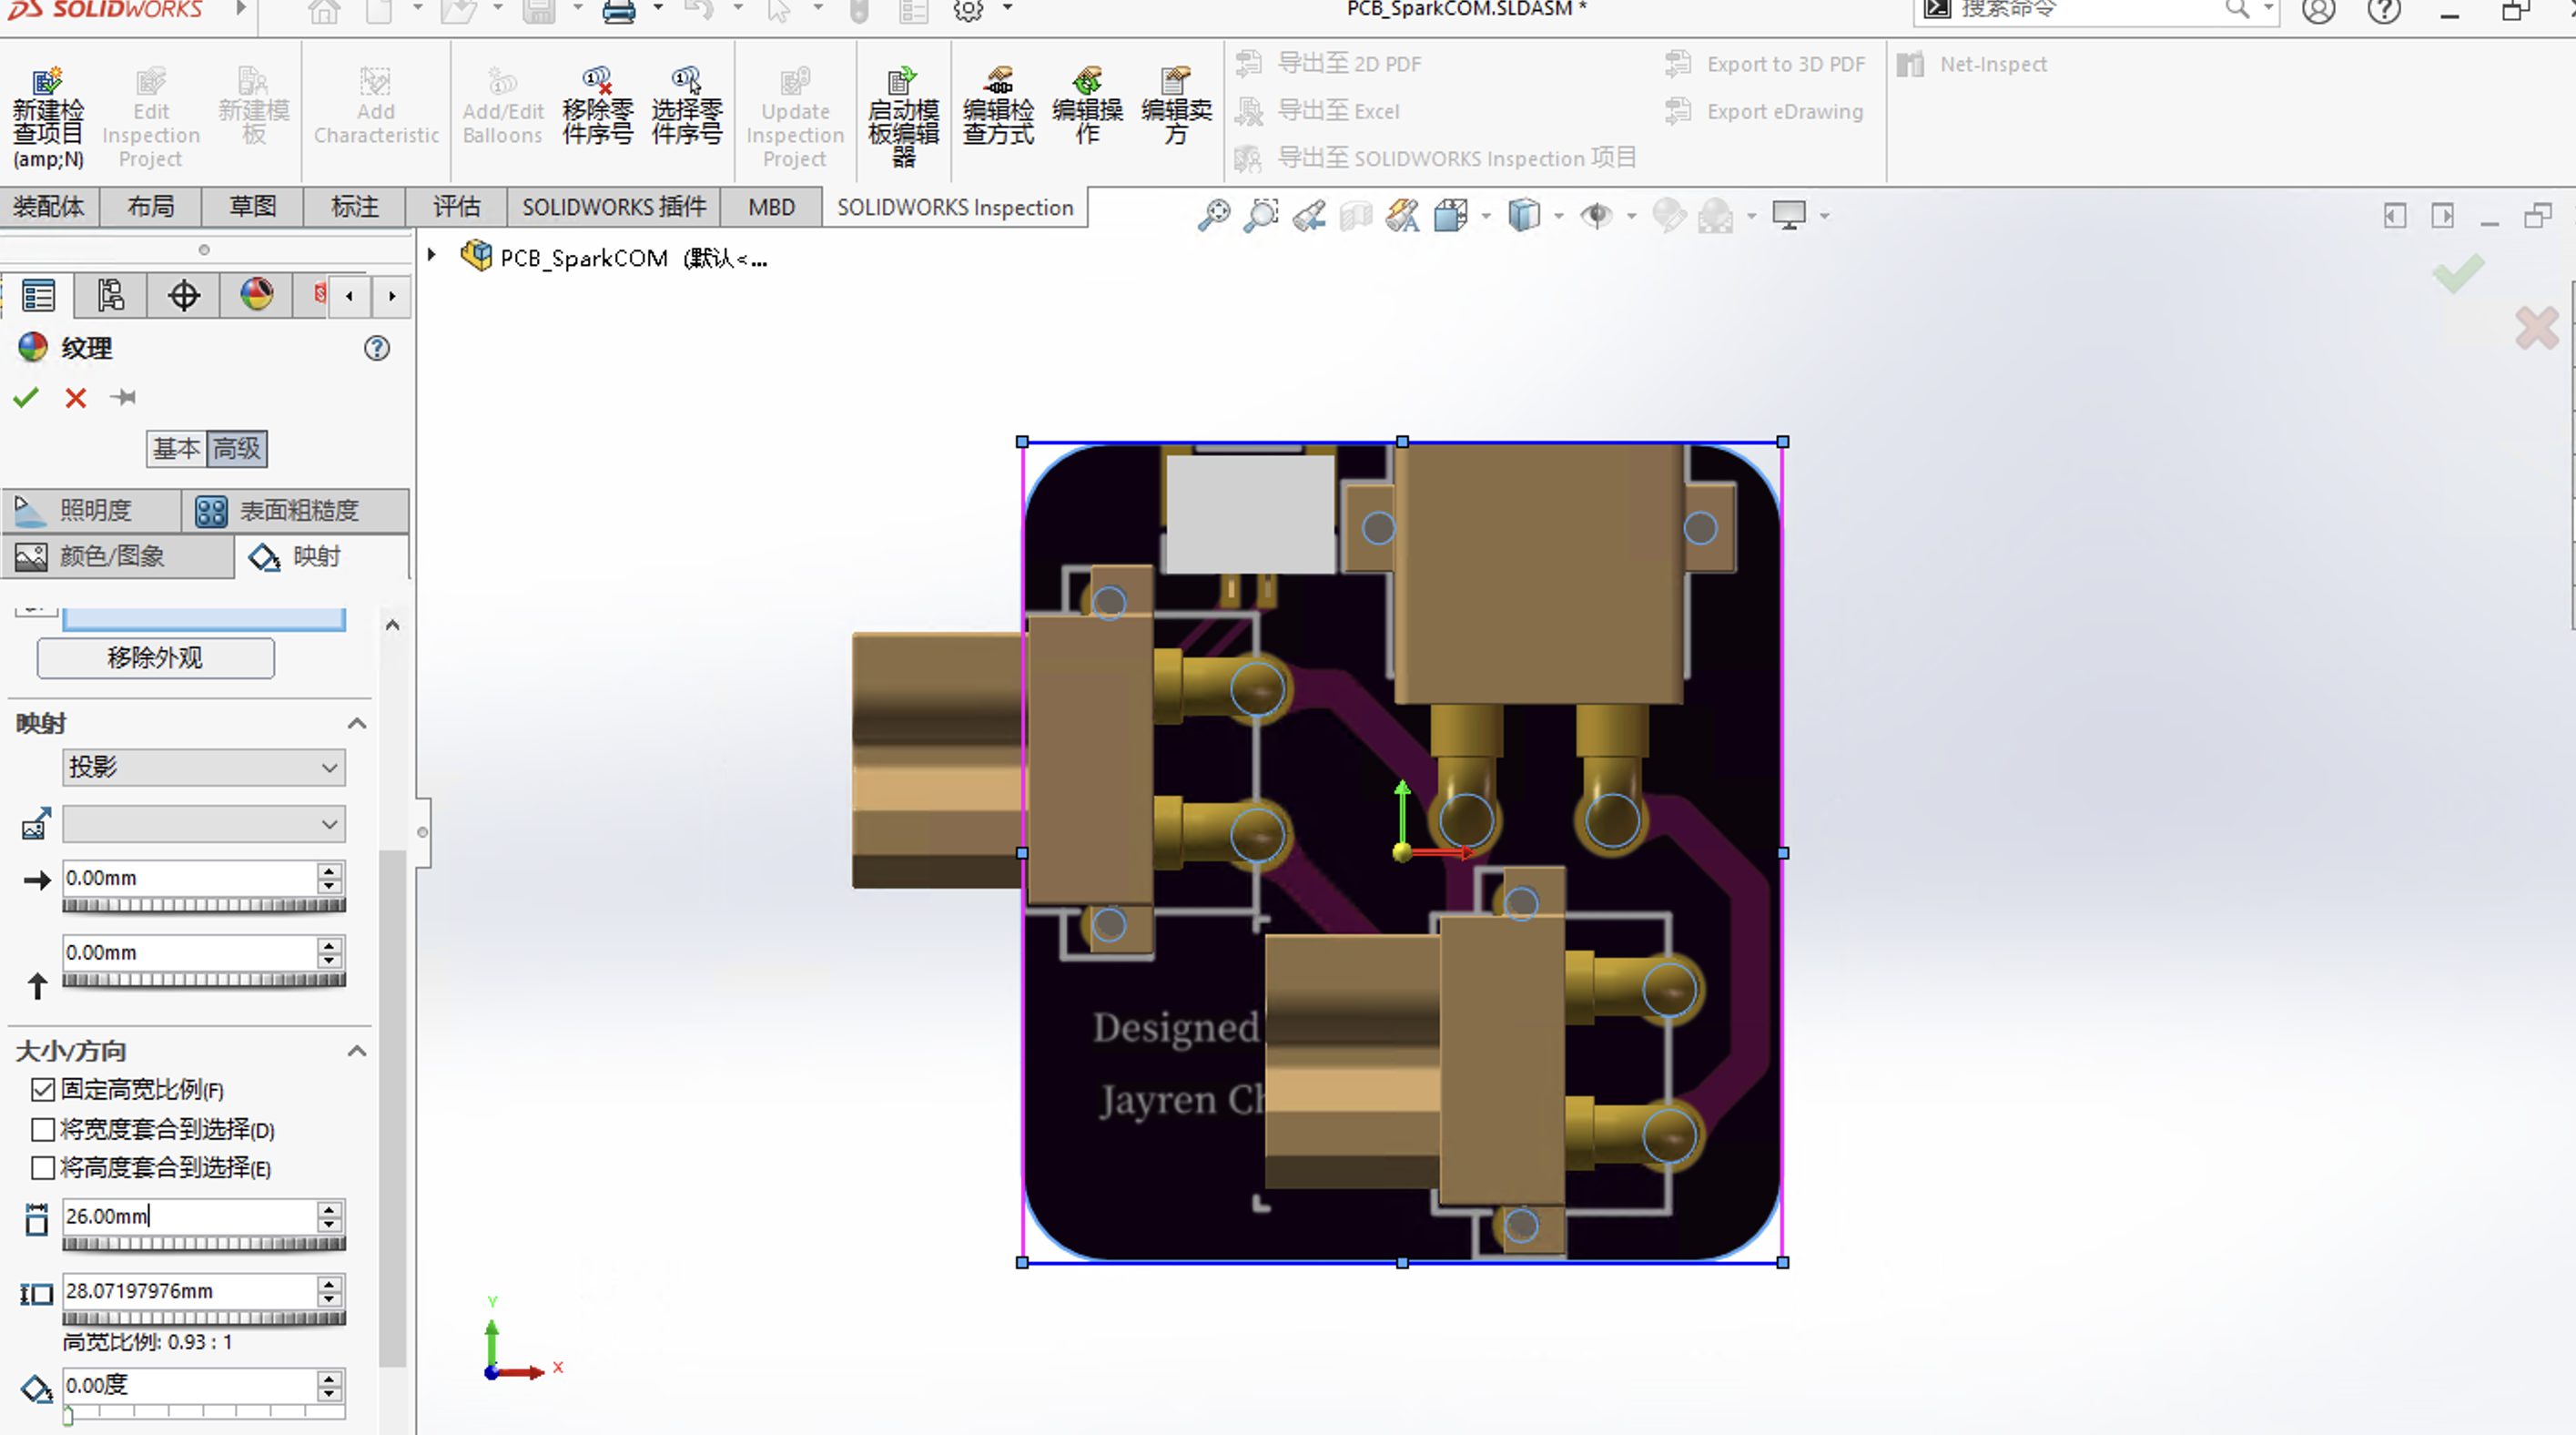 SOLIDWORKS
PCB_SparkCOM.SLDASM *
搜索命令
新建检查项目(amp;N)
Edit Inspection Project
新建模板
Add Characteristic
Add/Edit Balloons
移除零件序号
选择零件序号
Update Inspection Project
启动模板编辑器
编辑检查方式
编辑操作
编辑卖方
导出至 2D PDF
导出至 Excel
导出至 SOLIDWORKS Inspection 项目
Export to 3D PDF
Export eDrawing
Net-Inspect
装配体
布局
草图
标注
评估
SOLIDWORKS 插件
MBD
SOLIDWORKS Inspection
PCB_SparkCOM (默认<...
纹理
基本
高级
照明度
表面粗糙度
颜色/图象
映射
移除外观
映射
投影
0.00mm
0.00mm
大小/方向
固定高宽比例(F)
将宽度套合到选择(D)
将高度套合到选择(E)
26.00mm
28.07197976mm
高宽比例: 0.93 : 1
0.00度
Designed
Jayren Ch
Y
X